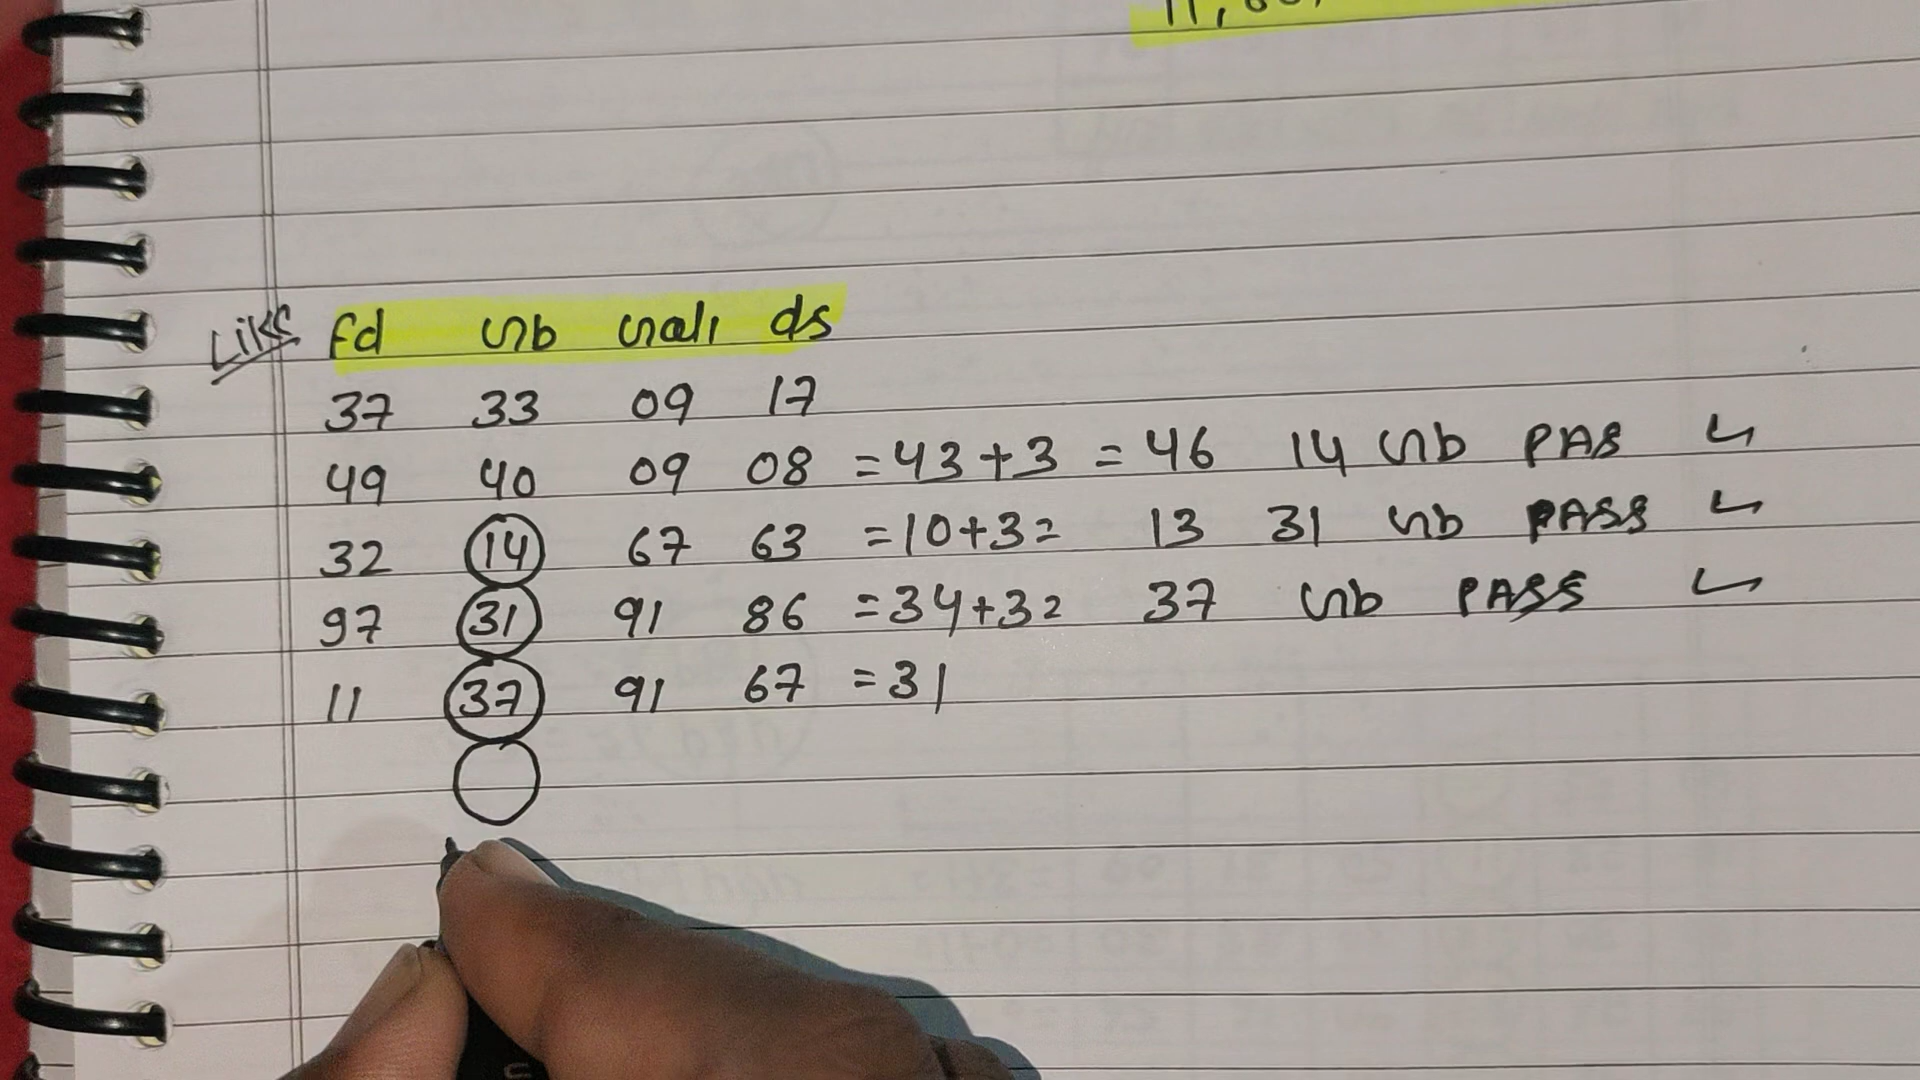 Like fd gb gali ds
37 33 09 17
49 40 09 08 =43+3 = 46 14 gb PAS
32 14 67 63 =10+3= 13 31 gb PASS
97 31 91 86 =34+3= 37 gb PASS
11 37 91 67 =31